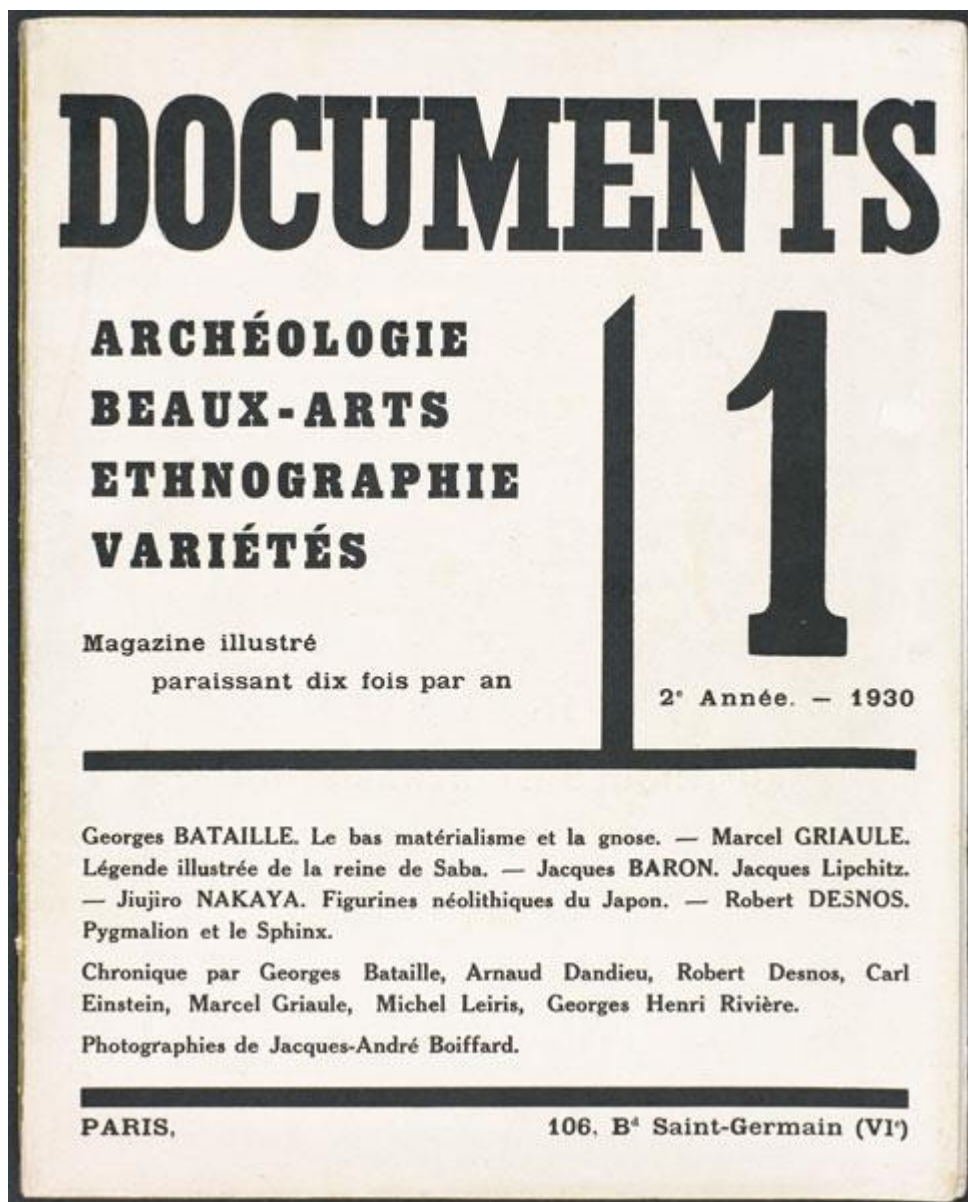 DOCUMENTS
ARCHÉOLOGIE
BEAUX-ARTS
ETHNOGRAPHIE
VARIÉTÉS
Magazine illustré
paraissant dix fois par an
1
2e Année. — 1930
Georges BATAILLE. Le bas matérialisme et la gnose. — Marcel GRIAULE.
Légende illustrée de la reine de Saba. — Jacques BARON. Jacques Lipchitz.
— Jiujiro NAKAYA. Figurines néolithiques du Japon. — Robert DESNOS.
Pygmalion et le Sphinx.
Chronique par Georges Bataille, Arnaud Dandieu, Robert Desnos, Carl
Einstein, Marcel Griaule, Michel Leiris, Georges Henri Rivière.
Photographies de Jacques-André Boiffard.
PARIS, 106, Bd Saint-Germain (VIe)